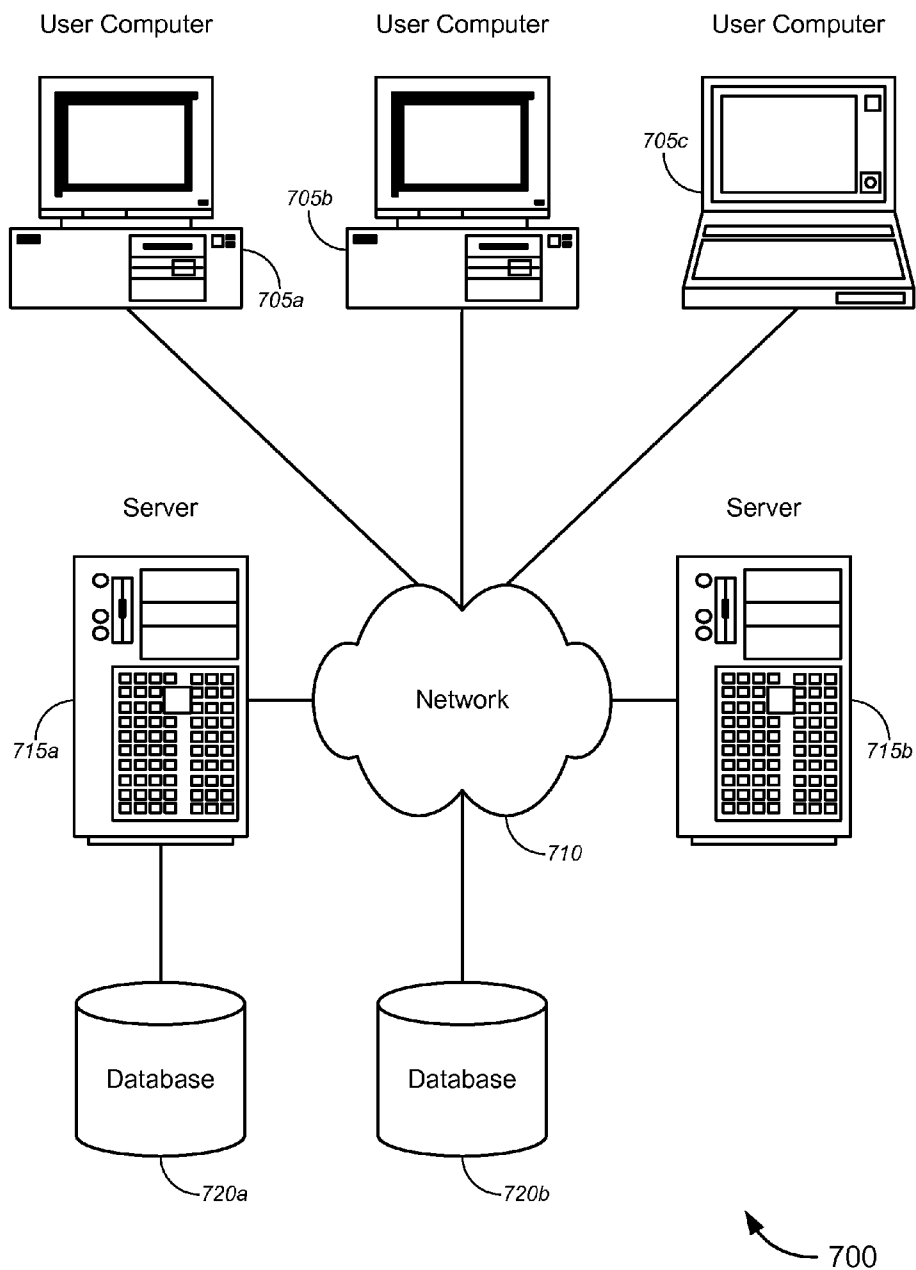 User Computer
User Computer
User Computer
705a
705b
705c
Server
Server
Network
715a
715b
710
Database
Database
720a
720b
700